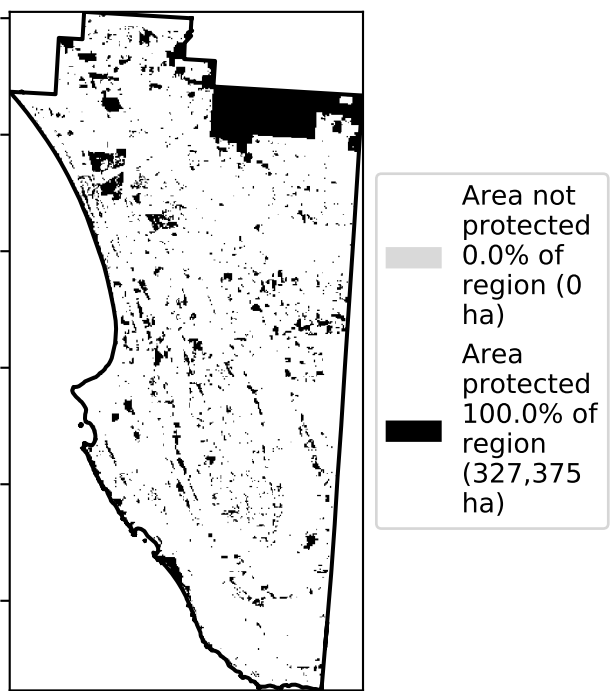 Area not
protected
0.0% of
region (0
ha)
Area
protected
100.0% of
region
(327,375
ha)